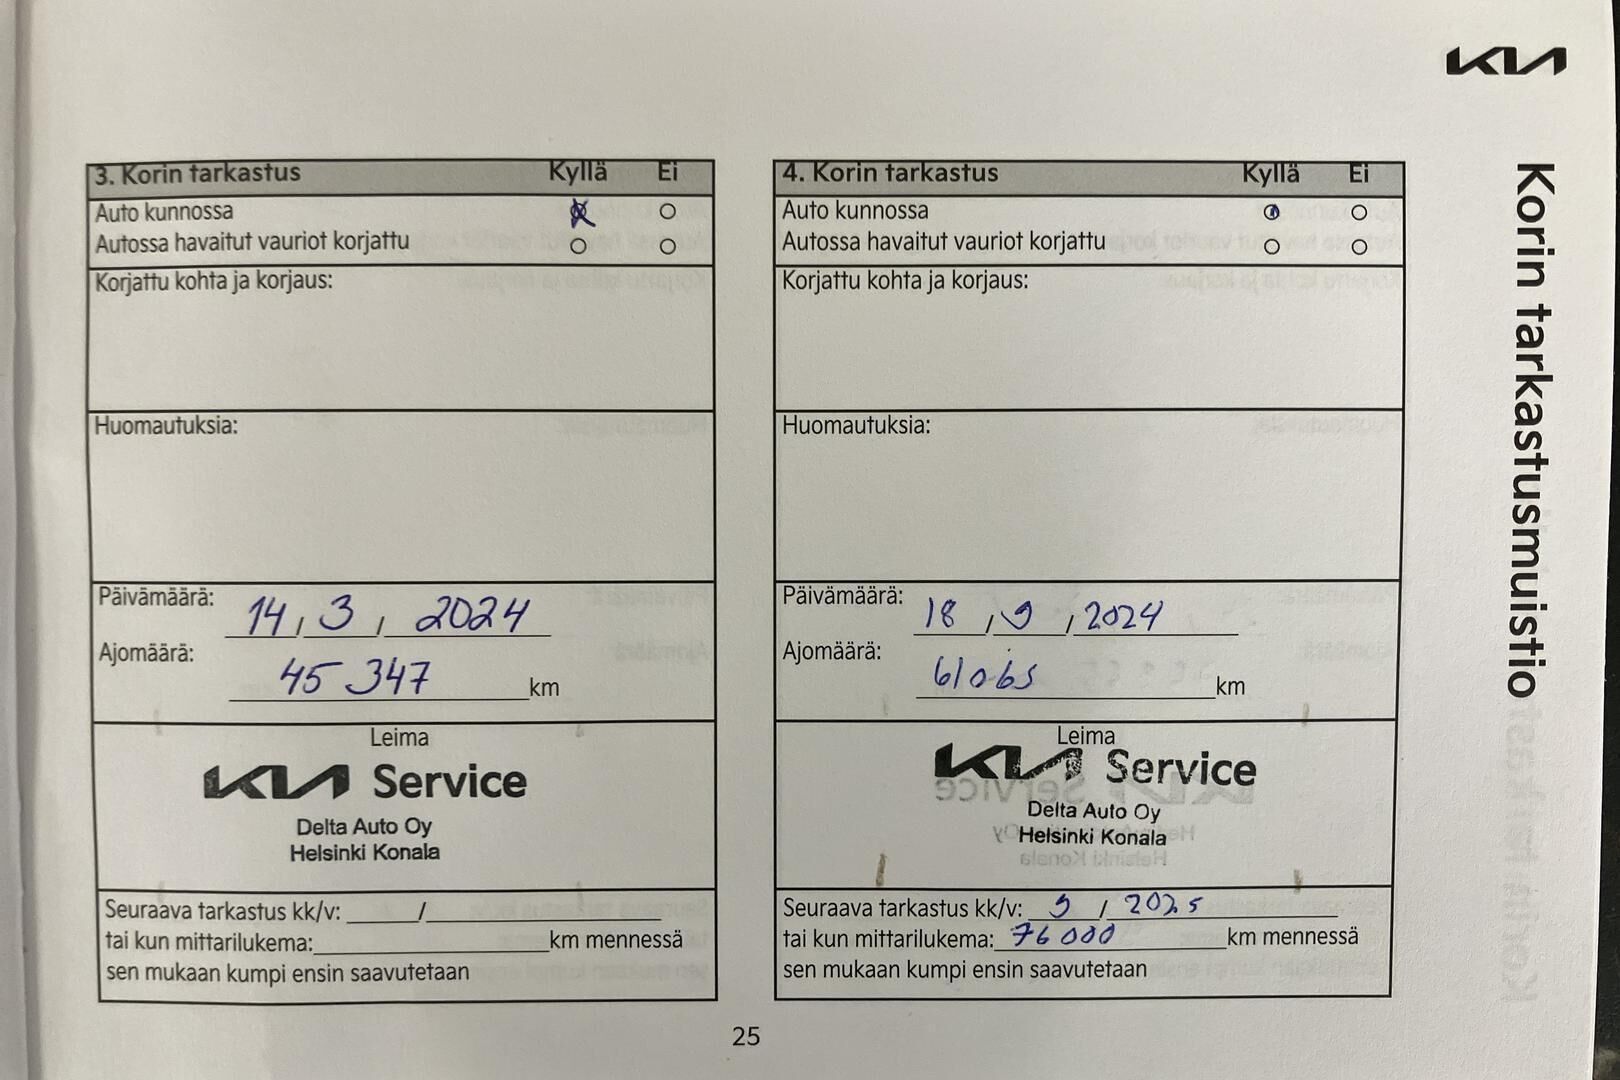 KIA
Korin tarkastusmuistio
3. Korin tarkastus Kyllä Ei
Auto kunnossa
Autossa havaitut vauriot korjattu
Korjattu kohta ja korjaus:
Huomautuksia:
Päivämäärä: 14 / 3 / 2024
Ajomäärä: 45 347 km
Leima
KIA Service
Delta Auto Oy
Helsinki Konala
Seuraava tarkastus kk/v: /
tai kun mittarilukema: km mennessä
sen mukaan kumpi ensin saavutetaan
4. Korin tarkastus Kyllä Ei
Auto kunnossa
Autossa havaitut vauriot korjattu
Korjattu kohta ja korjaus:
Huomautuksia:
Päivämäärä: 18 / 9 / 2024
Ajomäärä: 61065 km
Leima
KIA Service
Delta Auto Oy
Helsinki Konala
Seuraava tarkastus kk/v: 9 / 2025
tai kun mittarilukema: 76 000 km mennessä
sen mukaan kumpi ensin saavutetaan
25